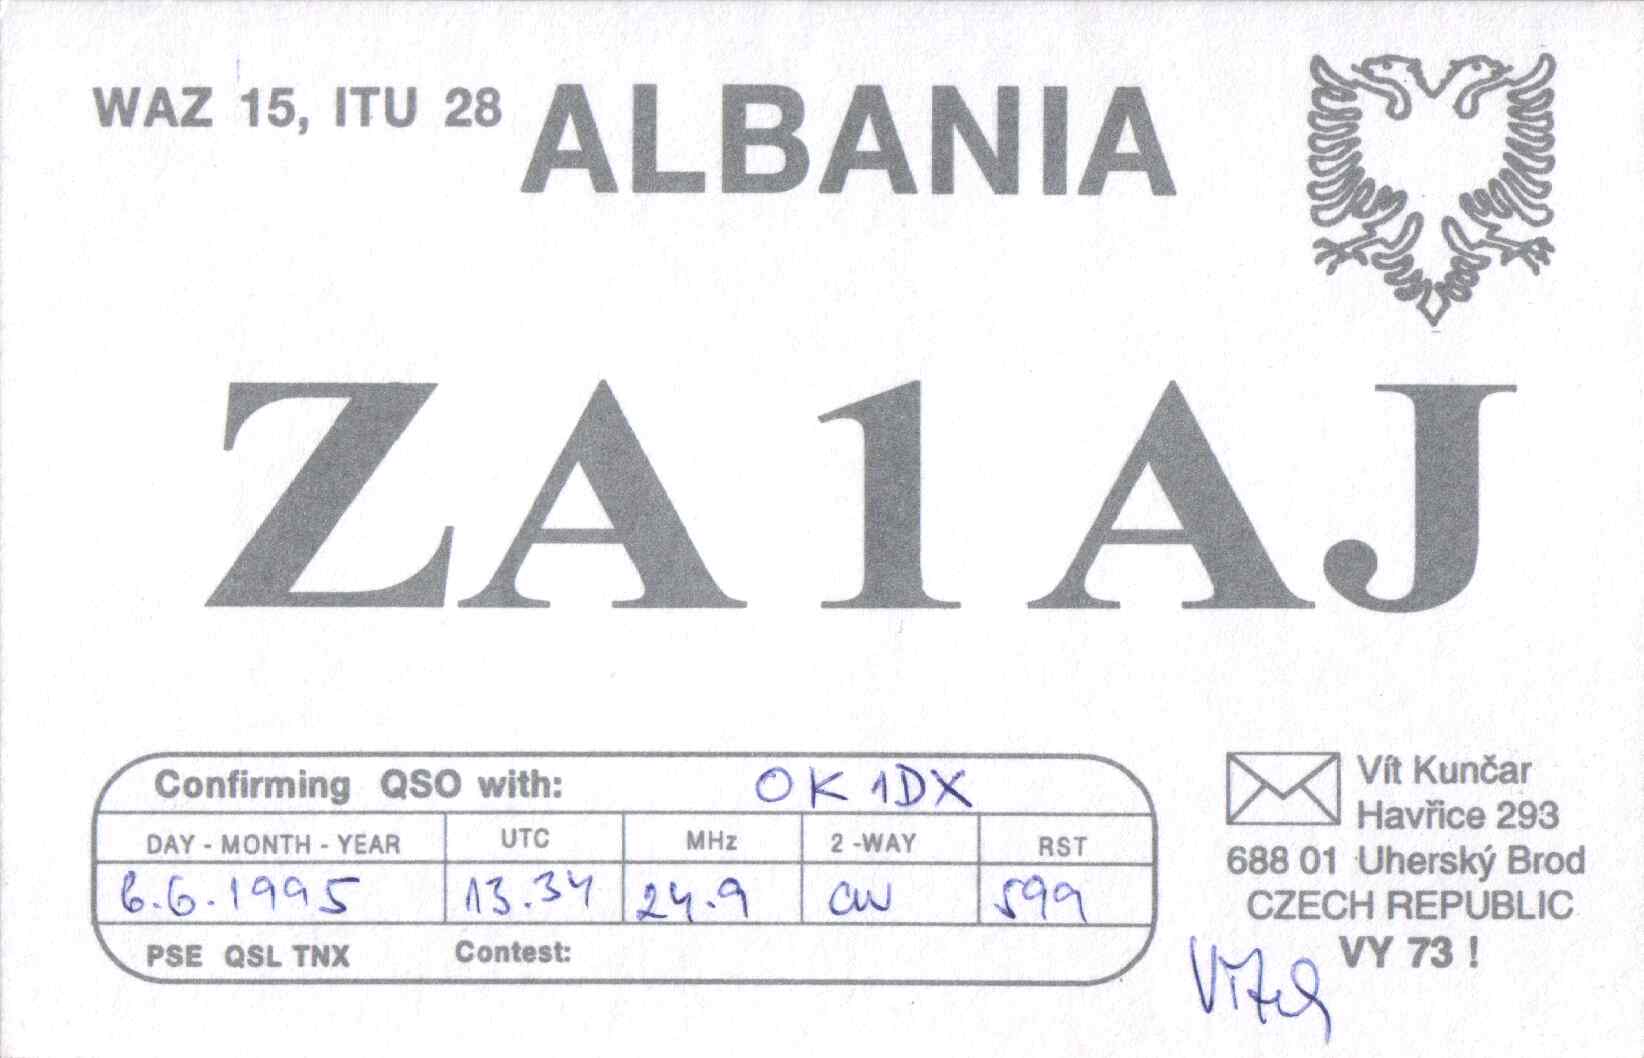 WAZ 15, ITU 28 ALBANIA
ZA1AJ
Confirming QSO with: OK1DX
DAY - MONTH - YEAR UTC MHz 2 -WAY RST
6.6.1995 13.34 24.9 CW 599
PSE QSL TNX Contest:
Vít Kunčar
Havřice 293
688 01 Uherský Brod
CZECH REPUBLIC
VY 73 !